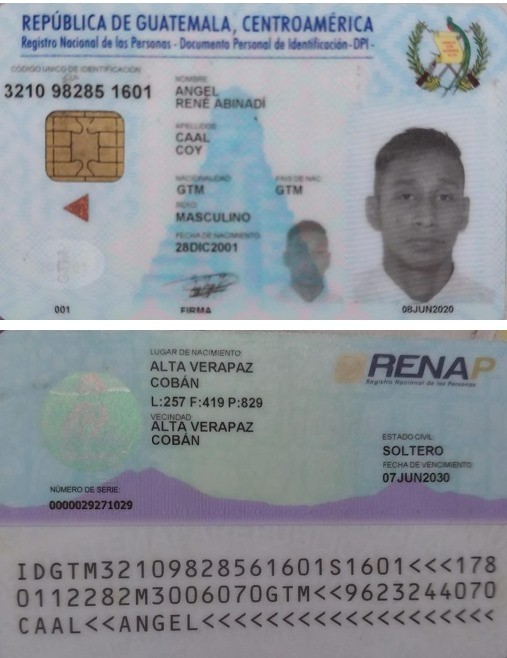 REPÚBLICA DE GUATEMALA, CENTROAMÉRICA
Registro Nacional de las Personas - Documento Personal de Identificación -DPI-
CÓDIGO ÚNICO DE IDENTIFICACIÓN
CUI
3210 98285 1601
NOMBRE
ANGEL
RENÉ ABINADÍ
APELLIDOS
CAAL
COY
NACIONALIDAD PAIS DE NAC.
GTM GTM
SEXO
MASCULINO
FECHA DE NACIMIENTO
28DIC2001
001 FIRMA 08JUN2020
LUGAR DE NACIMIENTO
ALTA VERAPAZ
COBÁN
L:257 F:419 P:829
VECINDAD
ALTA VERAPAZ
COBÁN
RENAP
Registro Nacional de las Personas
ESTADO CIVIL
SOLTERO
FECHA DE VENCIMIENTO
07JUN2030
NÚMERO DE SERIE:
0000029271029
IDGTM32109828561601S1601<<<178
0112282M3006070GTM<<9623244070
CAAL<<ANGEL<<<<<<<<<<<<<<<<<<<